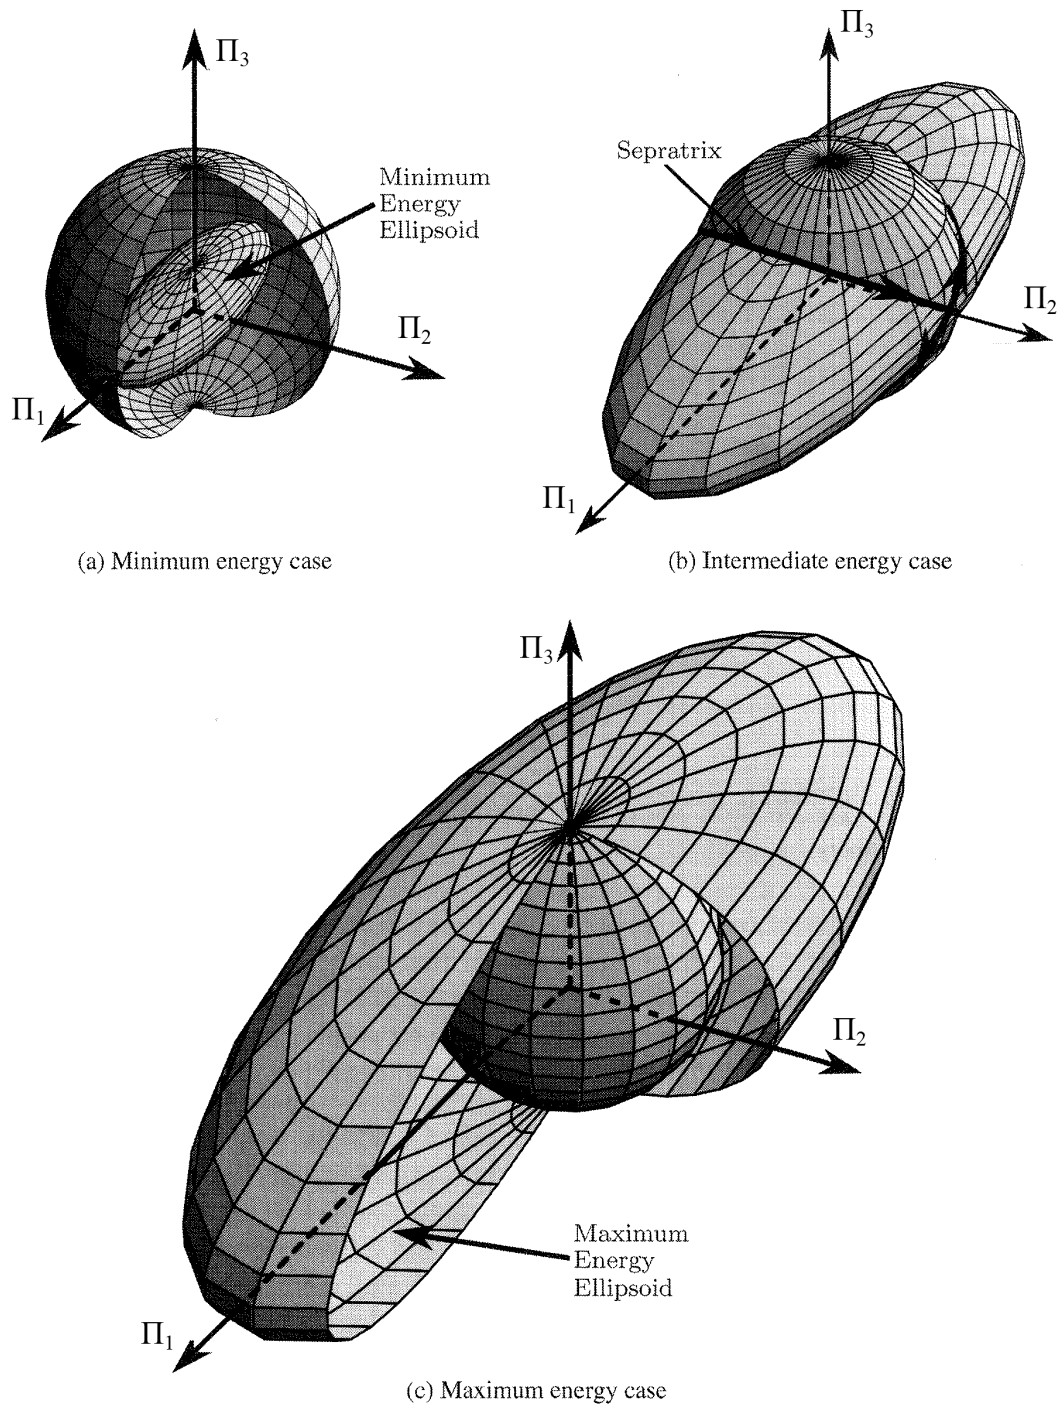 Π₃
Minimum
Energy
Ellipsoid
Π₂
Π₁
(a) Minimum energy case
Π₃
Sepratrix
Π₂
Π₁
(b) Intermediate energy case
Π₃
Π₂
Maximum
Energy
Ellipsoid
Π₁
(c) Maximum energy case